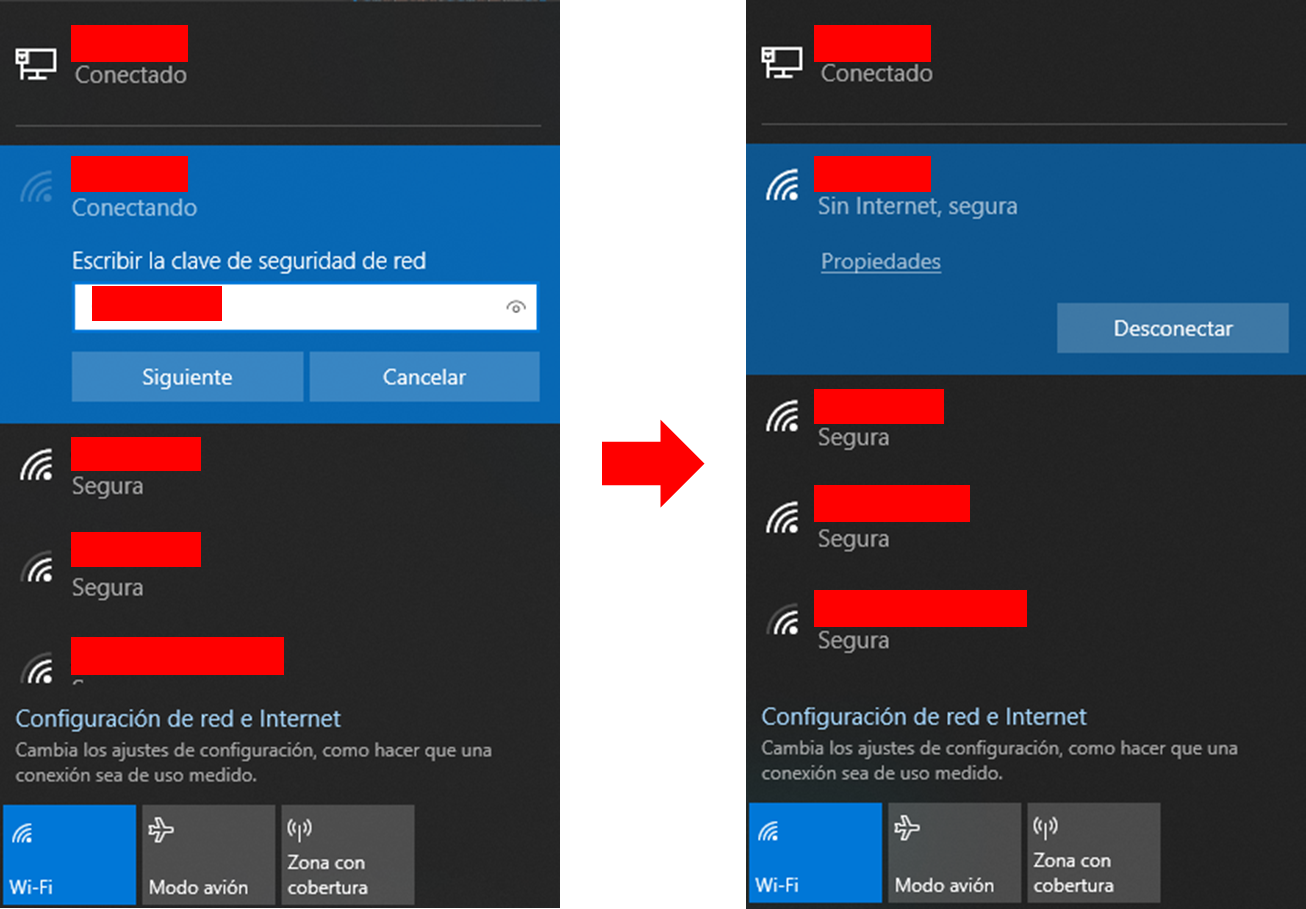 Conectado
Conectando
Escribir la clave de seguridad de red
Siguiente
Cancelar
Segura
Segura
Configuración de red e Internet
Cambia los ajustes de configuración, como hacer que una
conexión sea de uso medido.
Wi-Fi
Modo avión
Zona con
cobertura
Conectado
Sin Internet, segura
Propiedades
Desconectar
Segura
Segura
Segura
Configuración de red e Internet
Cambia los ajustes de configuración, como hacer que una
conexión sea de uso medido.
Wi-Fi
Modo avión
Zona con
cobertura